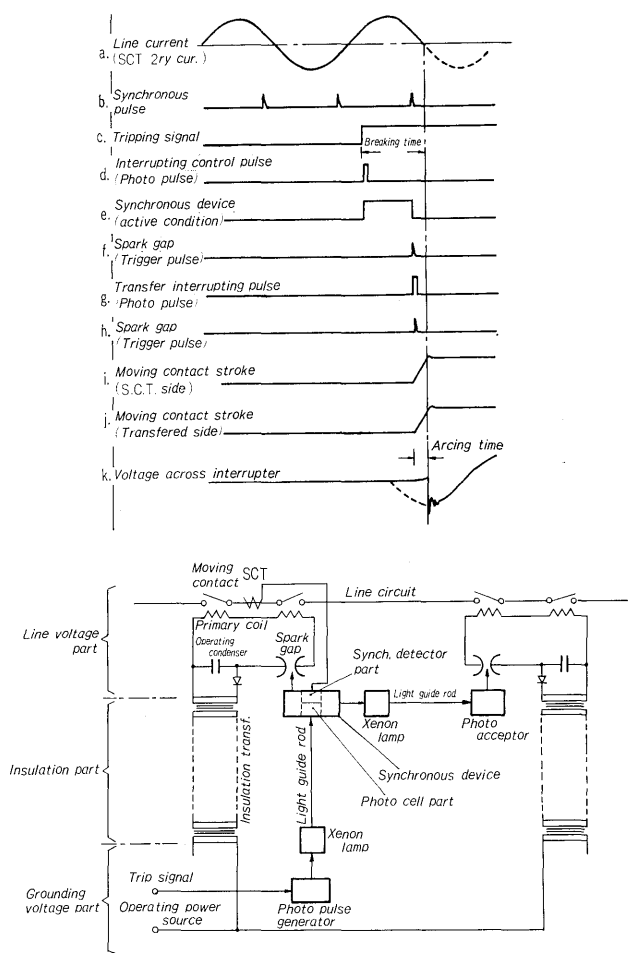 a. Line current
(SCT 2ry cur.)
b. Synchronous
pulse
c. Tripping signal
Breaking time
d. Interrupting control pulse
(Photo pulse)
e. Synchronous device
(active condition)
f. Spark gap
(Trigger pulse)
g. Transfer interrupting pulse
(Photo pulse)
h. Spark gap
(Trigger pulse)
i. Moving contact stroke
(S.C.T. side)
j. Moving contact stroke
(Transfered side)
Arcing time
k. Voltage across interrupter
Moving
contact
SCT
Line circuit
Line voltage
part
Primary coil
Operating
condenser
Spark
gap
Synch. detector
part
Light guide rod
Xenon
lamp
Photo
acceptor
Insulation part
Insulation transf.
Light guide rod
Synchronous device
Photo cell part
Xenon
lamp
Grounding
voltage part
Trip signal
Operating power
source
Photo pulse
generator